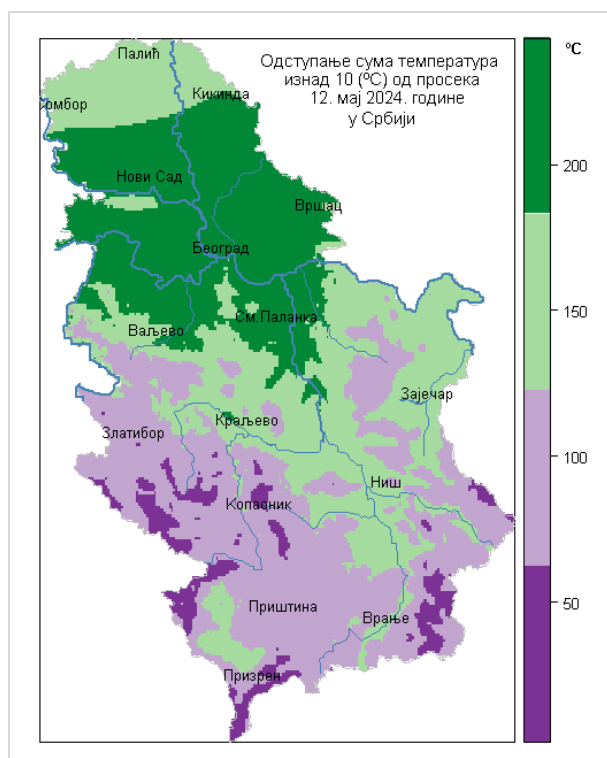 Одступање сума температура
изнад 10 (ºC) од просека
12. мај 2024. године
у Србији
ºC
Палић
Кикинда
омбор
Нови Сад
Вршац
Београд
См.Паланка
Ваљево
Зајечар
Краљево
Златибор
Ниш
Копаоник
Приштина
Врање
Призрен
200
150
100
50